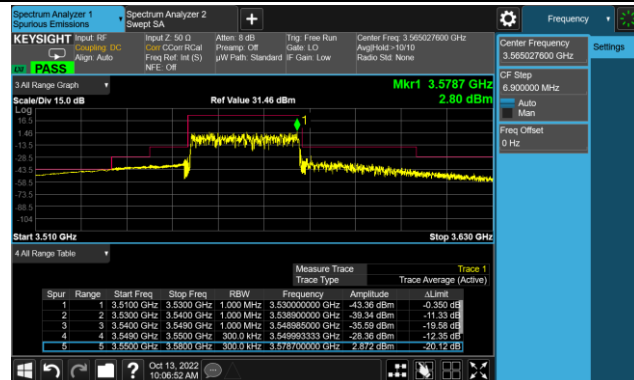 Spectrum Analyzer 1
Spurious Emissions
Spectrum Analyzer 2
Swept SA
Frequency
KEYSIGHT
Input: RF
Coupling: DC
Align: Auto
Input Z: 50 Ω
Corr CCorr RCal
Freq Ref: Int (S)
NFE: Off
Atten: 8 dB
Preamp: Off
µW Path: Standard
Trig: Free Run
Gate: LO
IF Gain: Low
Center Freq: 3.565027600 GHz
Avg|Hold:>10/10
Radio Std: None
PASS
Center Frequency
3.565027600 GHz
Settings
CF Step
6.900000 MHz
Auto
Man
Freq Offset
0 Hz
3 All Range Graph
Mkr1 3.5787 GHz
2.80 dBm
Scale/Div 15.0 dB
Ref Value 31.46 dBm
Log
16.5
1.46
-13.5
-28.5
-43.5
-58.5
-73.5
-88.5
-104
1
Start 3.510 GHz
Stop 3.630 GHz
4 All Range Table
Measure Trace Trace 1
Trace Type Trace Average (Active)
Spur Range Start Freq Stop Freq RBW Frequency Amplitude ΔLimit
1 1 3.5100 GHz 3.5300 GHz 1.000 MHz 3.530000000 GHz -43.36 dBm -0.350 dB
2 2 3.5300 GHz 3.5400 GHz 1.000 MHz 3.538900000 GHz -39.34 dBm -11.33 dB
3 3 3.5400 GHz 3.5490 GHz 1.000 MHz 3.548985000 GHz -35.59 dBm -19.58 dB
4 4 3.5490 GHz 3.5500 GHz 300.0 kHz 3.549993333 GHz -28.36 dBm -12.35 dB
5 5 3.5500 GHz 3.5800 GHz 300.0 kHz 3.578700000 GHz 2.872 dBm -20.12 dB
Oct 13, 2022
10:06:52 AM